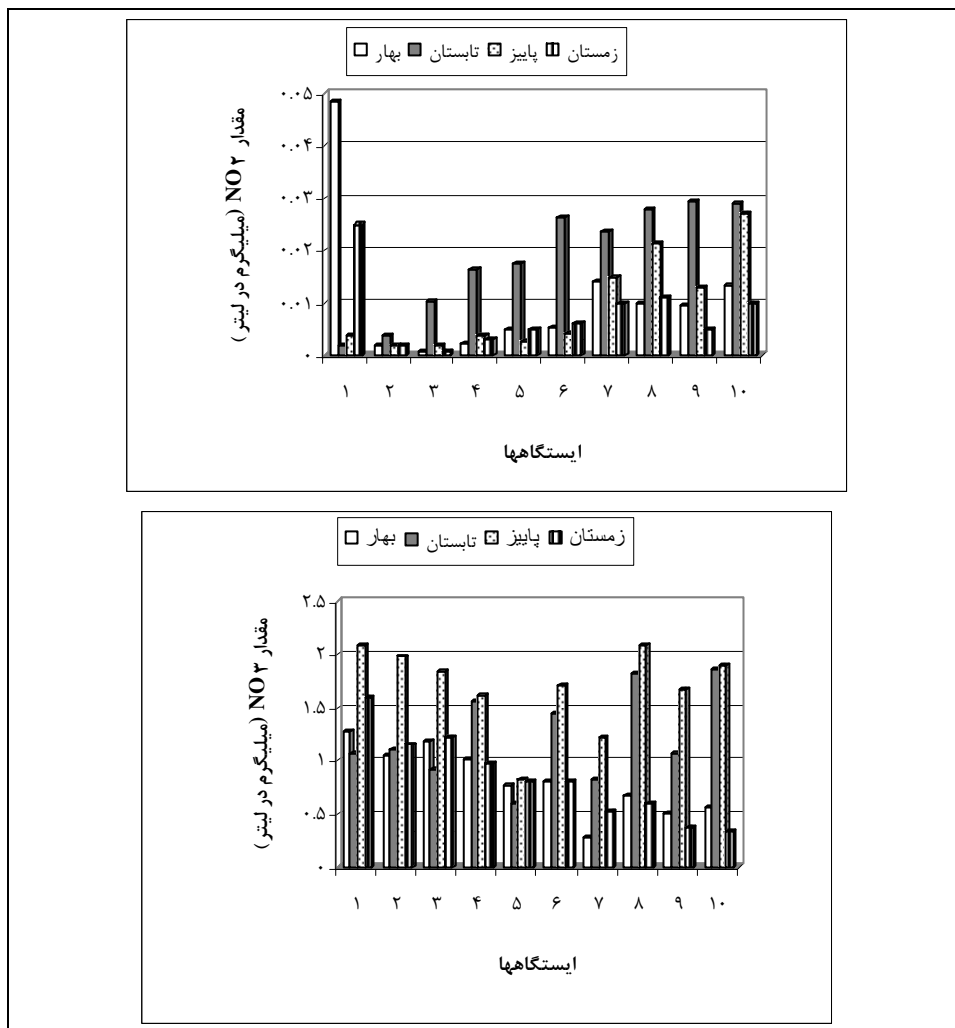 بهار تابستان پاییز زمستان
مقدار NO۲ (میلیگرم در لیتر)
۰.۰۵
۰.۰۴
۰.۰۳
۰.۰۲
۰.۰۱
۰
۱ ۲ ۳ ۴ ۵ ۶ ۷ ۸ ۹ ۱۰
ایستگاهها
بهار تابستان پاییز زمستان
مقدار NO۳ (میلیگرم در لیتر)
۲.۵
۲
۱.۵
۱
۰.۵
۰
۱ ۲ ۳ ۴ ۵ ۶ ۷ ۸ ۹ ۱۰
ایستگاهها